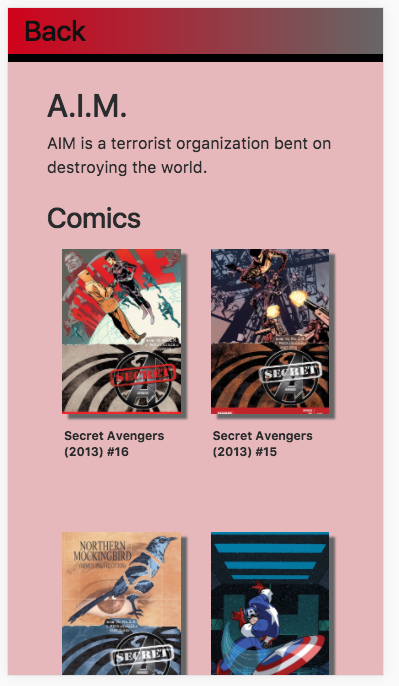 Back
A.I.M.
AIM is a terrorist organization bent on
destroying the world.
Comics
SECRET
SECRET
Secret Avengers
(2013) #16
Secret Avengers
(2013) #15
NORTHERN
MOCKINGBIRD
SECRET